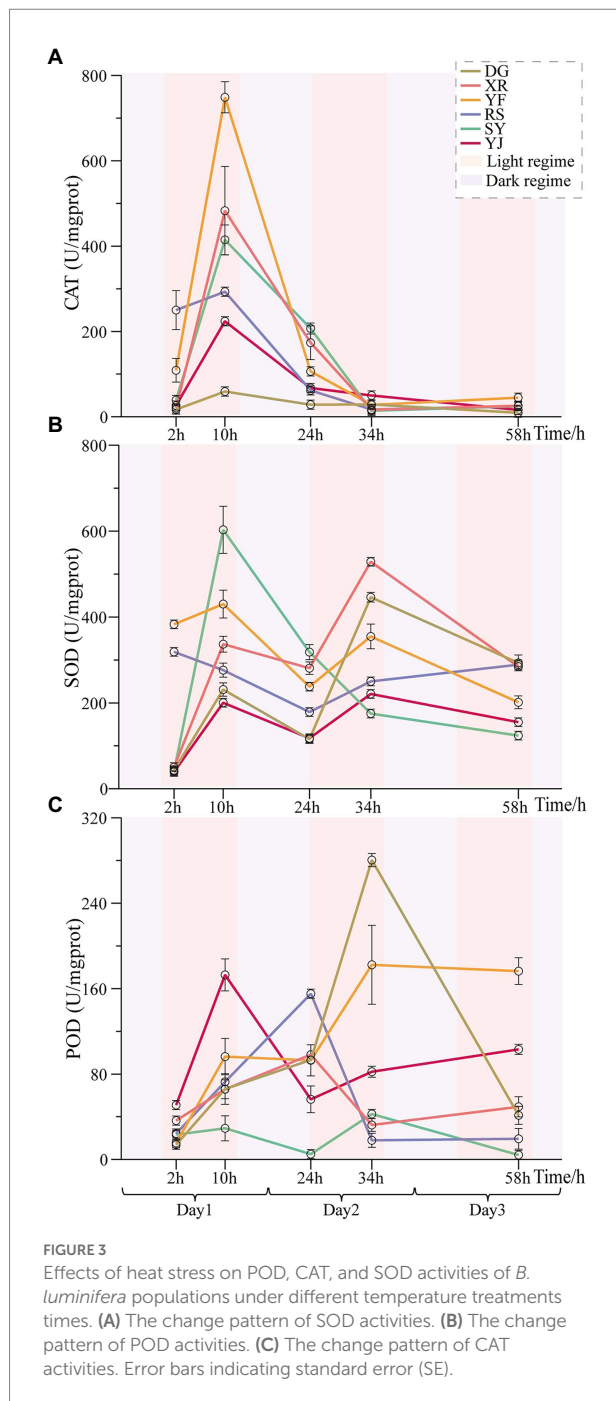 A
DG
XR
YF
RS
SY
YJ
Light regime
Dark regime
800
600
400
200
0
CAT (U/mgprot)
2h 10h 24h 34h 58h Time/h
B
800
600
400
200
0
SOD (U/mgprot)
2h 10h 24h 34h 58h Time/h
C
320
240
160
80
0
POD (U/mgprot)
2h 10h 24h 34h 58h Time/h
Day1 Day2 Day3
FIGURE 3
Effects of heat stress on POD, CAT, and SOD activities of B.
luminifera populations under different temperature treatments
times. (A) The change pattern of SOD activities. (B) The change
pattern of POD activities. (C) The change pattern of CAT
activities. Error bars indicating standard error (SE).